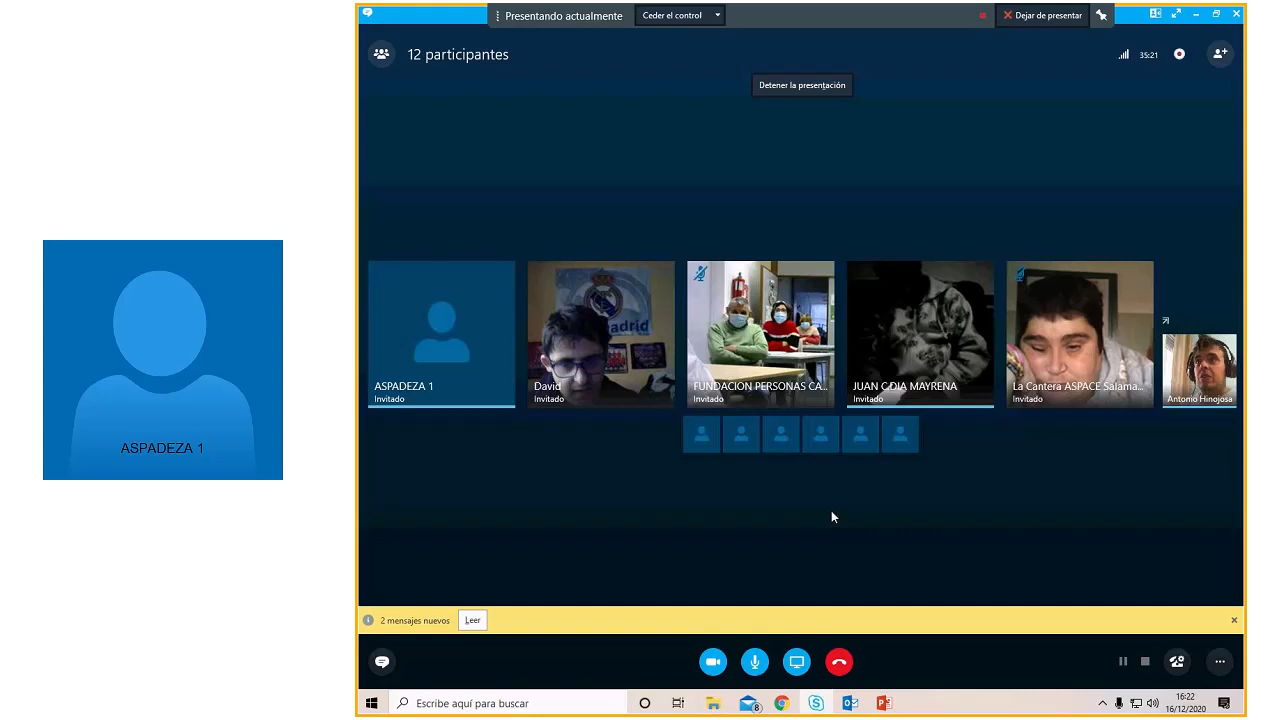 Presentando actualmente
Ceder el control
Dejar de presentar
12 participantes
35:21
Detener la presentación
adrid
ASPADEZA 1
Invitado
David
Invitado
FUNDACION PERSONAS CA...
Invitado
JUAN C.DIA MAYRENA
Invitado
La Cantera ASPACE Salama...
Invitado
Antonio Hinojosa
ASPADEZA 1
2 mensajes nuevos
Leer
Escribe aquí para buscar
8
16:22
16/12/2020